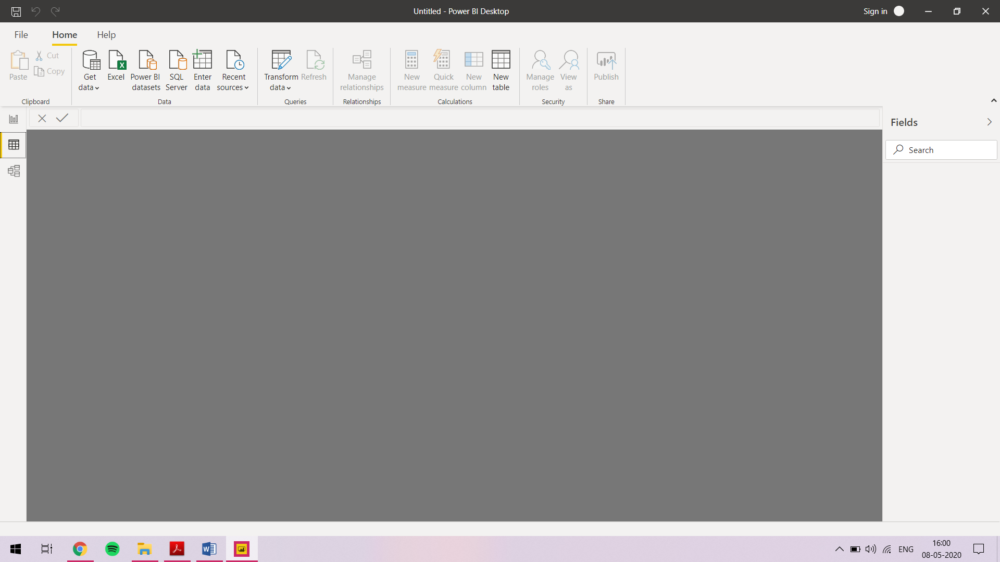 Untitled - Power BI Desktop
Sign in
File Home Help
Paste
Cut
Copy
Clipboard
Get data
Excel
Power BI datasets
SQL Server
Enter data
Recent sources
Data
Transform data
Refresh
Queries
Manage relationships
Relationships
New measure
Quick measure
New column
New table
Calculations
Manage roles
View as
Security
Publish
Share
Fields
Search
ENG
16:00
08-05-2020